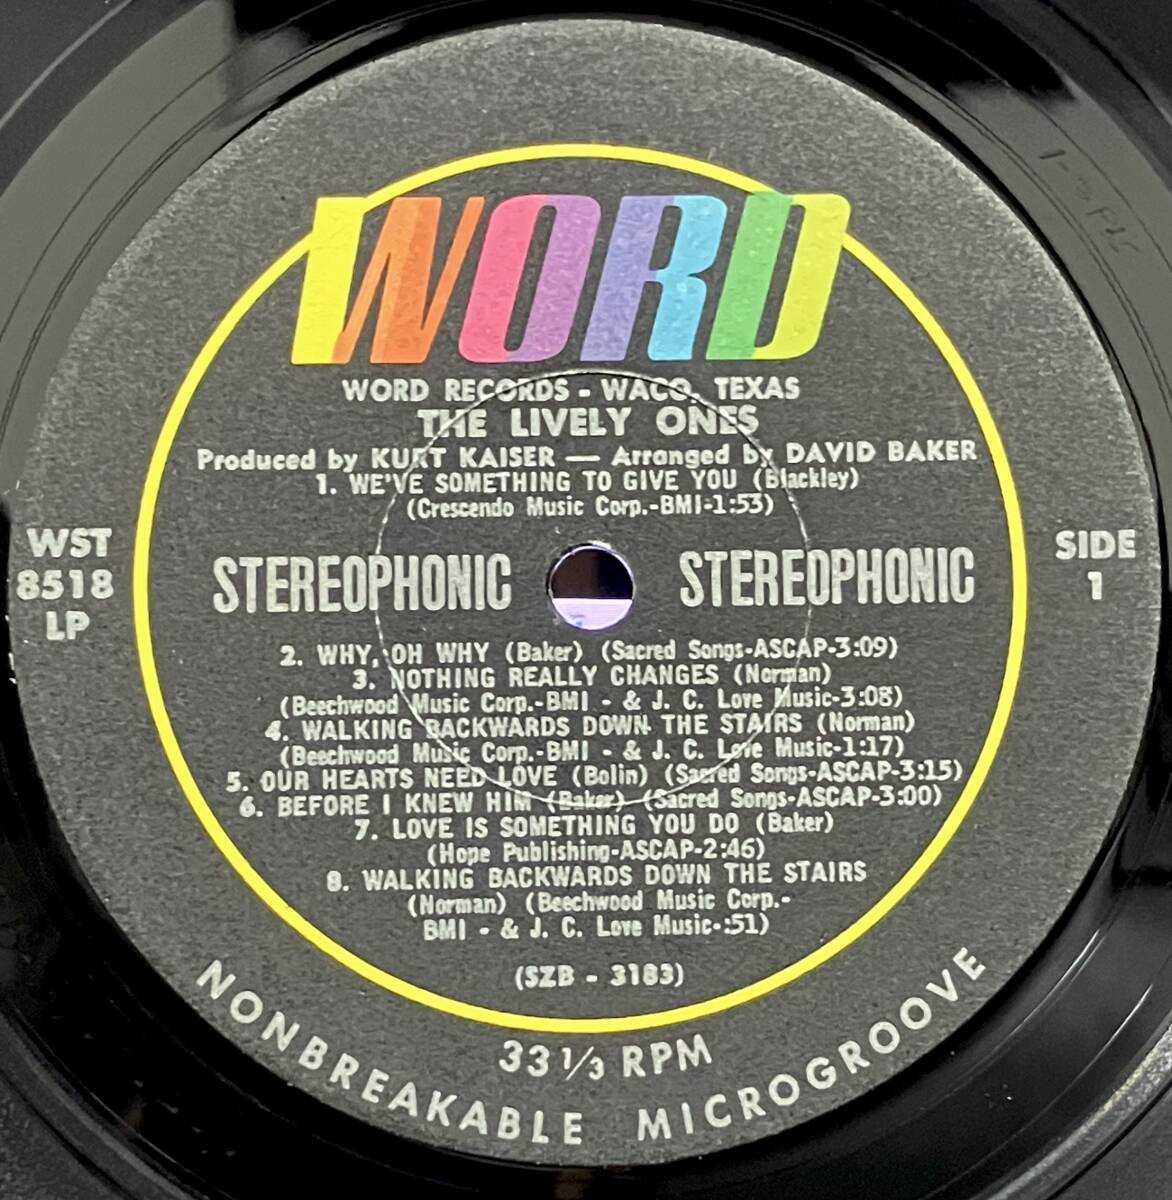 WORD
WORD RECORDS - WACO, TEXAS
THE LIVELY ONES
Produced by KURT KAISER — Arranged by DAVID BAKER
1. WE'VE SOMETHING TO GIVE YOU (Blackley)
(Crescendo Music Corp.-BMI-1:53)
WST
8518
LP
STEREOPHONIC STEREOPHONIC
SIDE
1
2. WHY, OH WHY (Baker) (Sacred Songs-ASCAP-3:09)
3. NOTHING REALLY CHANGES (Norman)
(Beechwood Music Corp.-BMI - & J. C. Love Music-3:08)
4. WALKING BACKWARDS DOWN THE STAIRS (Norman)
(Beechwood Music Corp.-BMI - & J. C. Love Music-1:17)
5. OUR HEARTS NEED LOVE (Bolin) (Sacred Songs-ASCAP-3:15)
6. BEFORE I KNEW HIM (Baker) (Sacred Songs-ASCAP-3:00)
7. LOVE IS SOMETHING YOU DO (Baker)
(Hope Publishing-ASCAP-2:46)
8. WALKING BACKWARDS DOWN THE STAIRS
(Norman) (Beechwood Music Corp.-
BMI - & J. C. Love Music-:51)
(SZB - 3183)
33 1/3 RPM
NONBREAKABLE MICROGROOVE